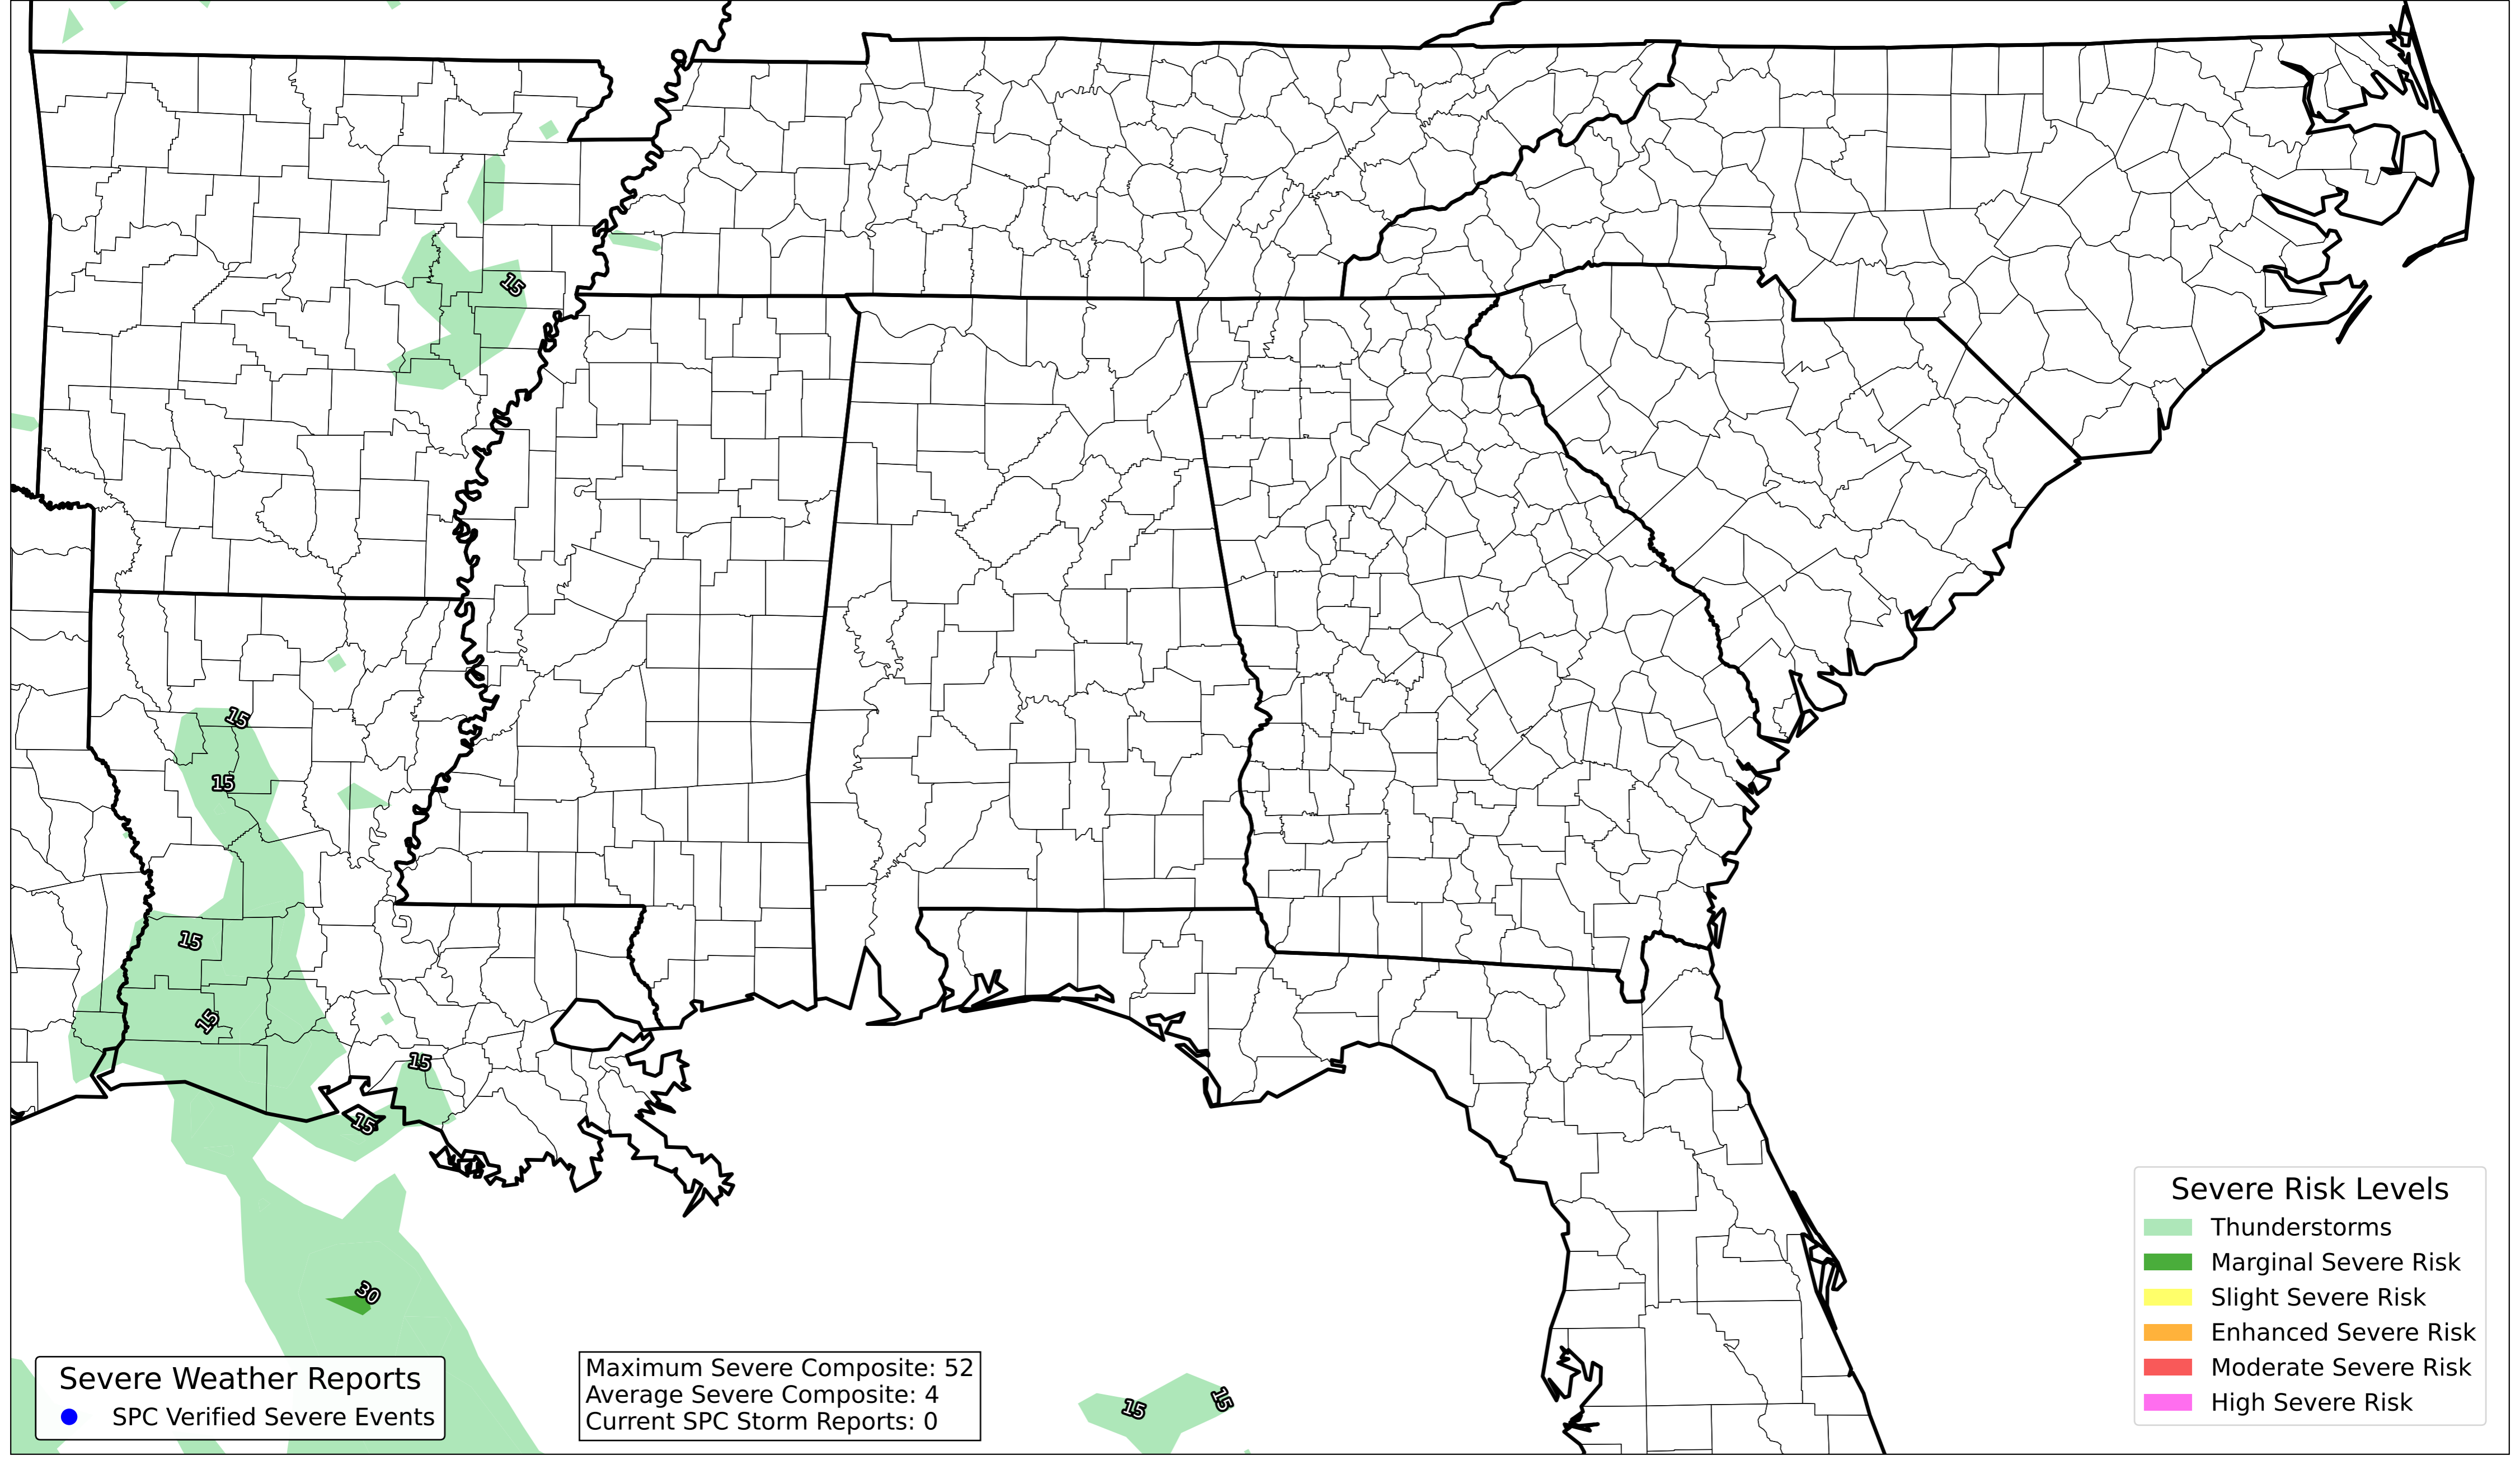 15
15
15
15
15
15
15
30
15
15
Severe Weather Reports
SPC Verified Severe Events
Maximum Severe Composite: 52
Average Severe Composite: 4
Current SPC Storm Reports: 0
Severe Risk Levels
Thunderstorms
Marginal Severe Risk
Slight Severe Risk
Enhanced Severe Risk
Moderate Severe Risk
High Severe Risk